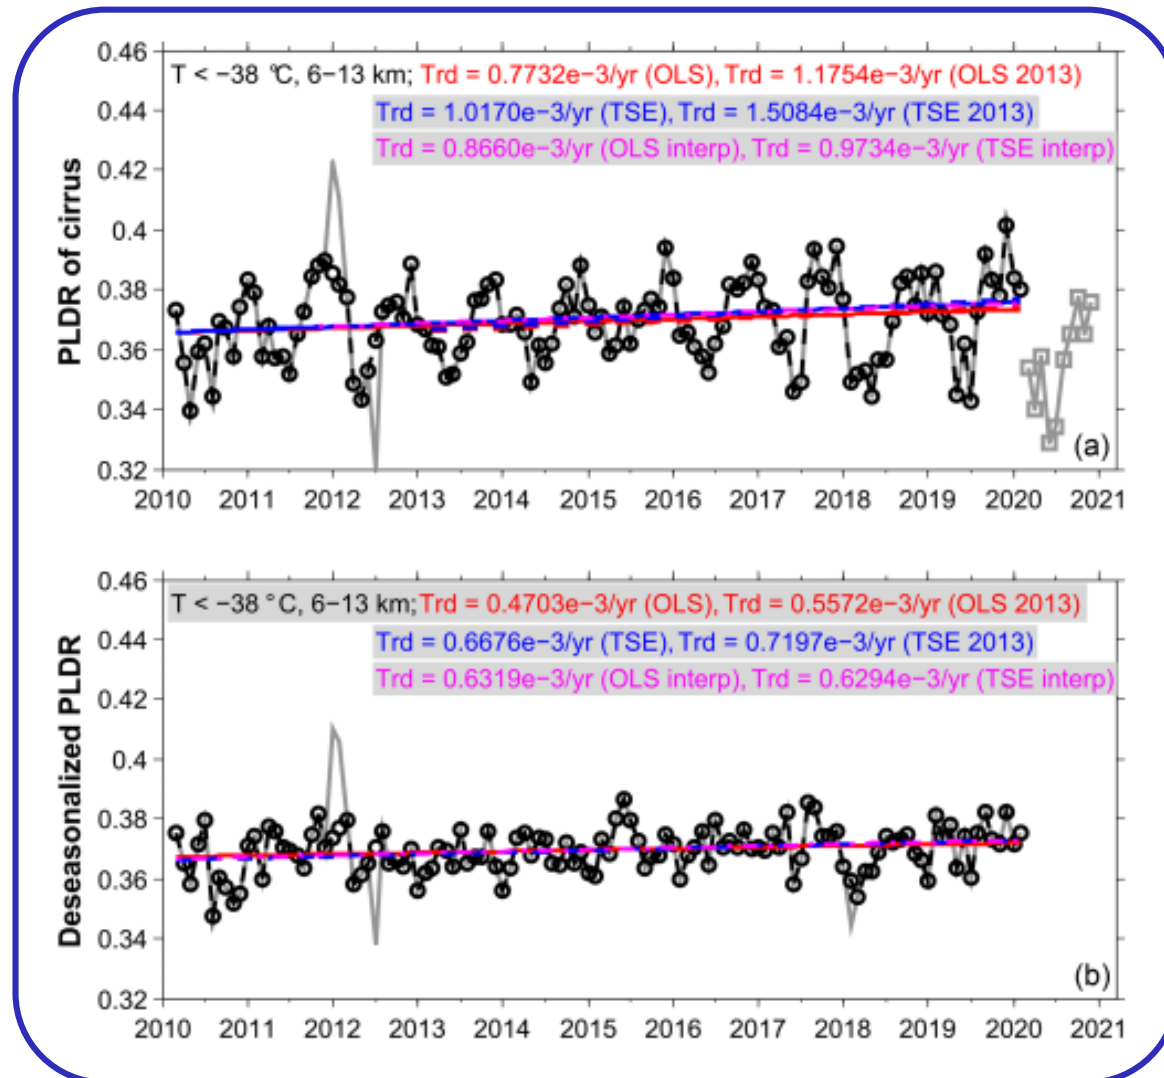 0.46
T < −38 ℃, 6−13 km; Trd = 0.7732e−3/yr (OLS), Trd = 1.1754e−3/yr (OLS 2013)
0.44
Trd = 1.0170e−3/yr (TSE), Trd = 1.5084e−3/yr (TSE 2013)
Trd = 0.8660e−3/yr (OLS interp), Trd = 0.9734e−3/yr (TSE interp)
0.42
PLDR of cirrus
0.4
0.38
0.36
0.34
(a)
0.32
2010 2011 2012 2013 2014 2015 2016 2017 2018 2019 2020 2021
0.46
T < −38 °C, 6−13 km; Trd = 0.4703e−3/yr (OLS), Trd = 0.5572e−3/yr (OLS 2013)
0.44
Trd = 0.6676e−3/yr (TSE), Trd = 0.7197e−3/yr (TSE 2013)
Trd = 0.6319e−3/yr (OLS interp), Trd = 0.6294e−3/yr (TSE interp)
0.42
Deseasonalized PLDR
0.4
0.38
0.36
0.34
(b)
0.32
2010 2011 2012 2013 2014 2015 2016 2017 2018 2019 2020 2021